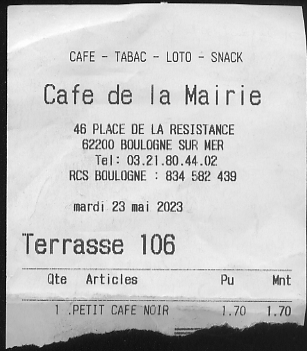 CAFE - TABAC - LOTO - SNACK
Cafe de la Mairie
46 PLACE DE LA RESISTANCE
62200 BOULOGNE SUR MER
Tel: 03.21.80.44.02
RCS BOULOGNE : 834 582 439
mardi 23 mai 2023
Terrasse 106
Qte Articles Pu Mnt
1 .PETIT CAFE NOIR 1.70 1.70